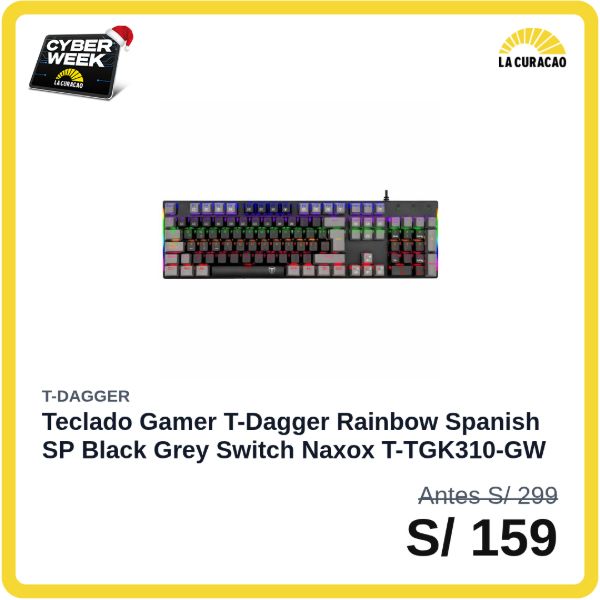 CYBER
WEEK
LA CURACAO
LA CURACAO
T-DAGGER
Teclado Gamer T-Dagger Rainbow Spanish
SP Black Grey Switch Naxox T-TGK310-GW
Antes S/ 299
S/ 159